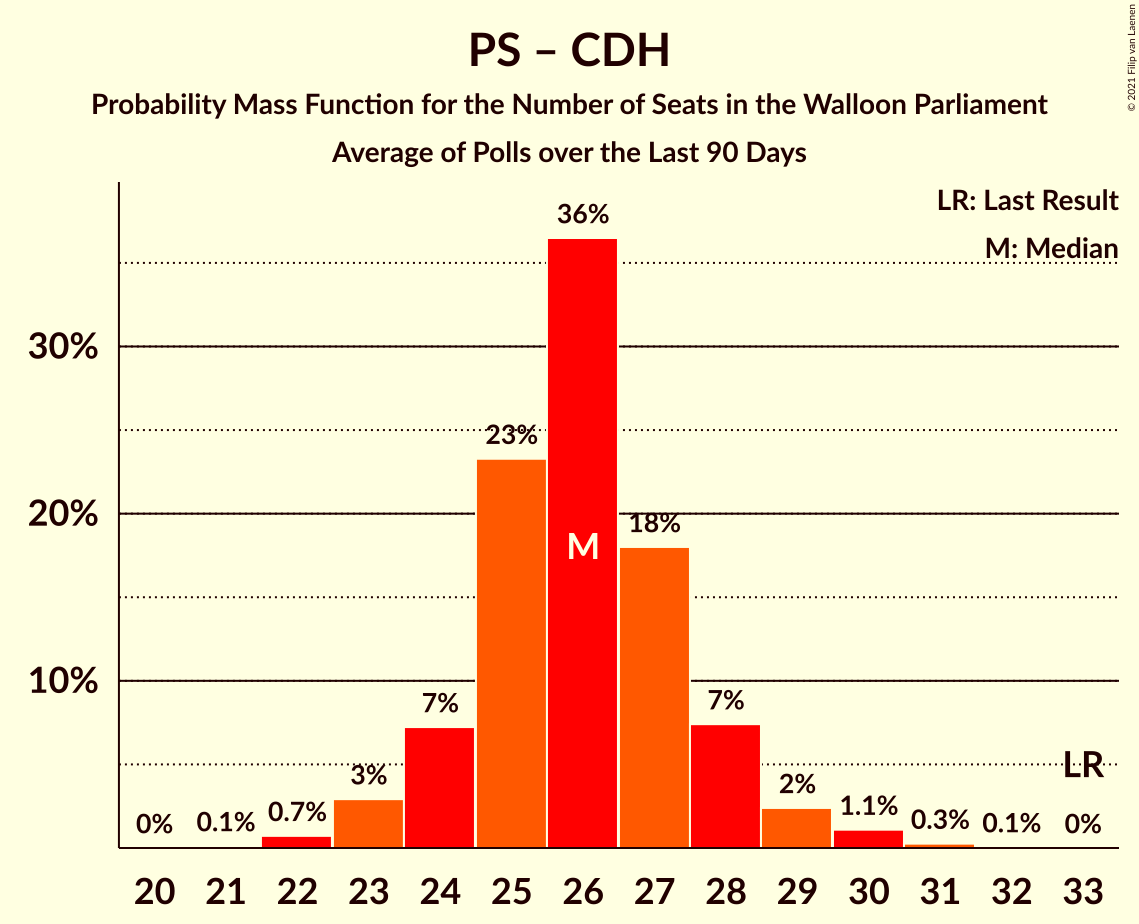 PS – CDH
Probability Mass Function for the Number of Seats in the Walloon Parliament
Average of Polls over the Last 90 Days
© 2021 Filip van Laenen
LR: Last Result
M: Median
36%
30%
23%
20%
18%
M
10%
7%
7%
LR
3%
2%
1.1%
0.7%
0.3%
0%
0.1%
0.1%
0%
20 21 22 23 24 25 26 27 28 29 30 31 32 33